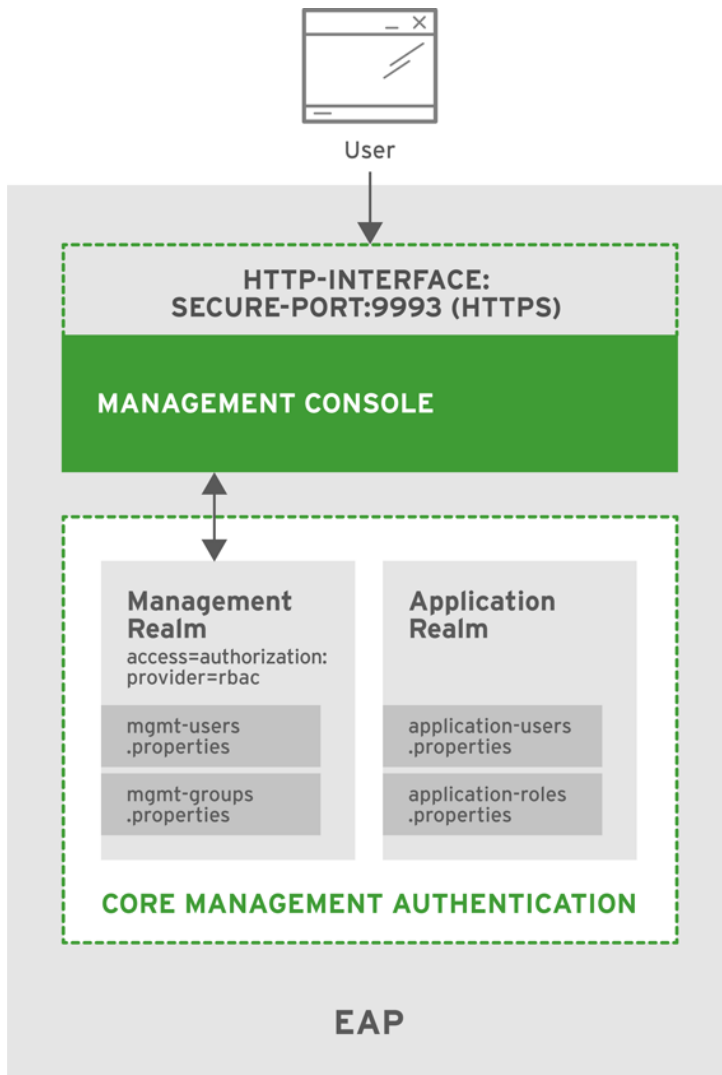 User
HTTP-INTERFACE:
SECURE-PORT:9993 (HTTPS)
MANAGEMENT CONSOLE
Management
Realm
access=authorization:
provider=rbac
mgmt-users
.properties
mgmt-groups
.properties
Application
Realm
application-users
.properties
application-roles
.properties
CORE MANAGEMENT AUTHENTICATION
EAP